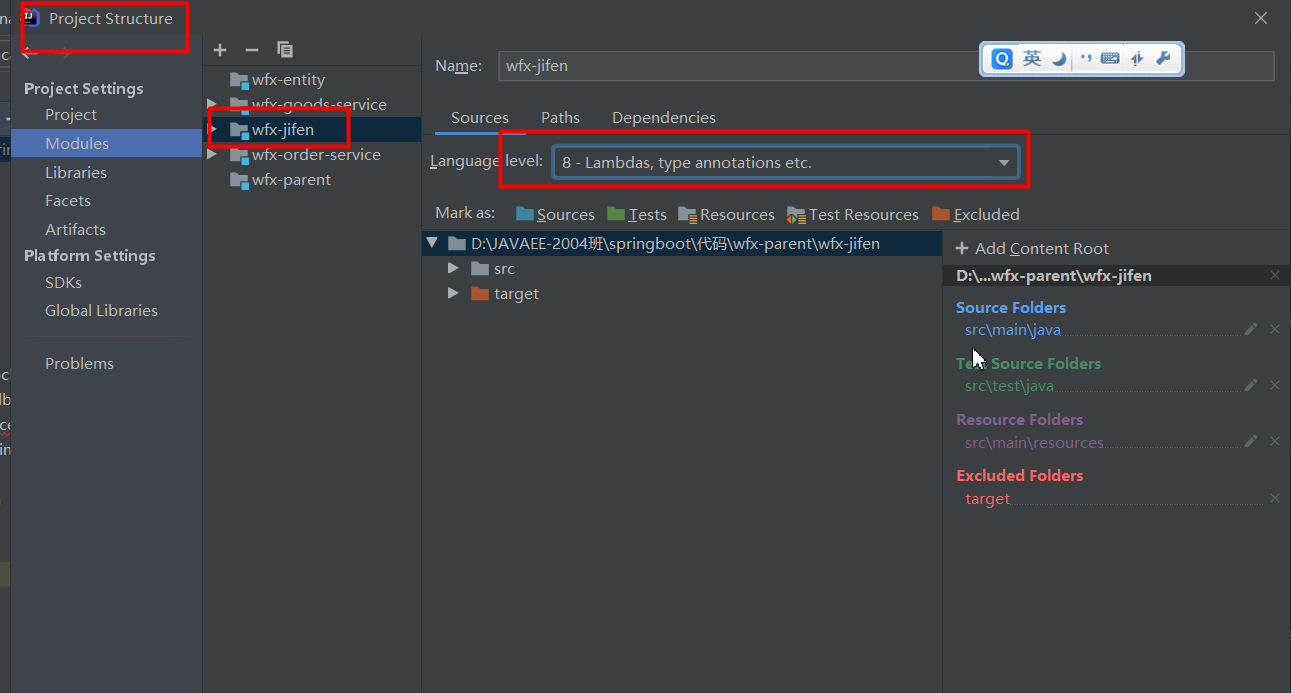 Project Structure
Project Settings
Project
Modules
Libraries
Facets
Artifacts
Platform Settings
SDKs
Global Libraries
Problems
wfx-entity
wfx-goods-service
wfx-jifen
wfx-order-service
wfx-parent
Name: wfx-jifen
英
Sources Paths Dependencies
Language level: 8 - Lambdas, type annotations etc.
Mark as: Sources Tests Resources Test Resources Excluded
D:\JAVAEE-2004班\springboot\代码\wfx-parent\wfx-jifen
src
target
Add Content Root
D:\...wfx-parent\wfx-jifen
Source Folders
src\main\java
Test Source Folders
src\test\java
Resource Folders
src\main\resources
Excluded Folders
target